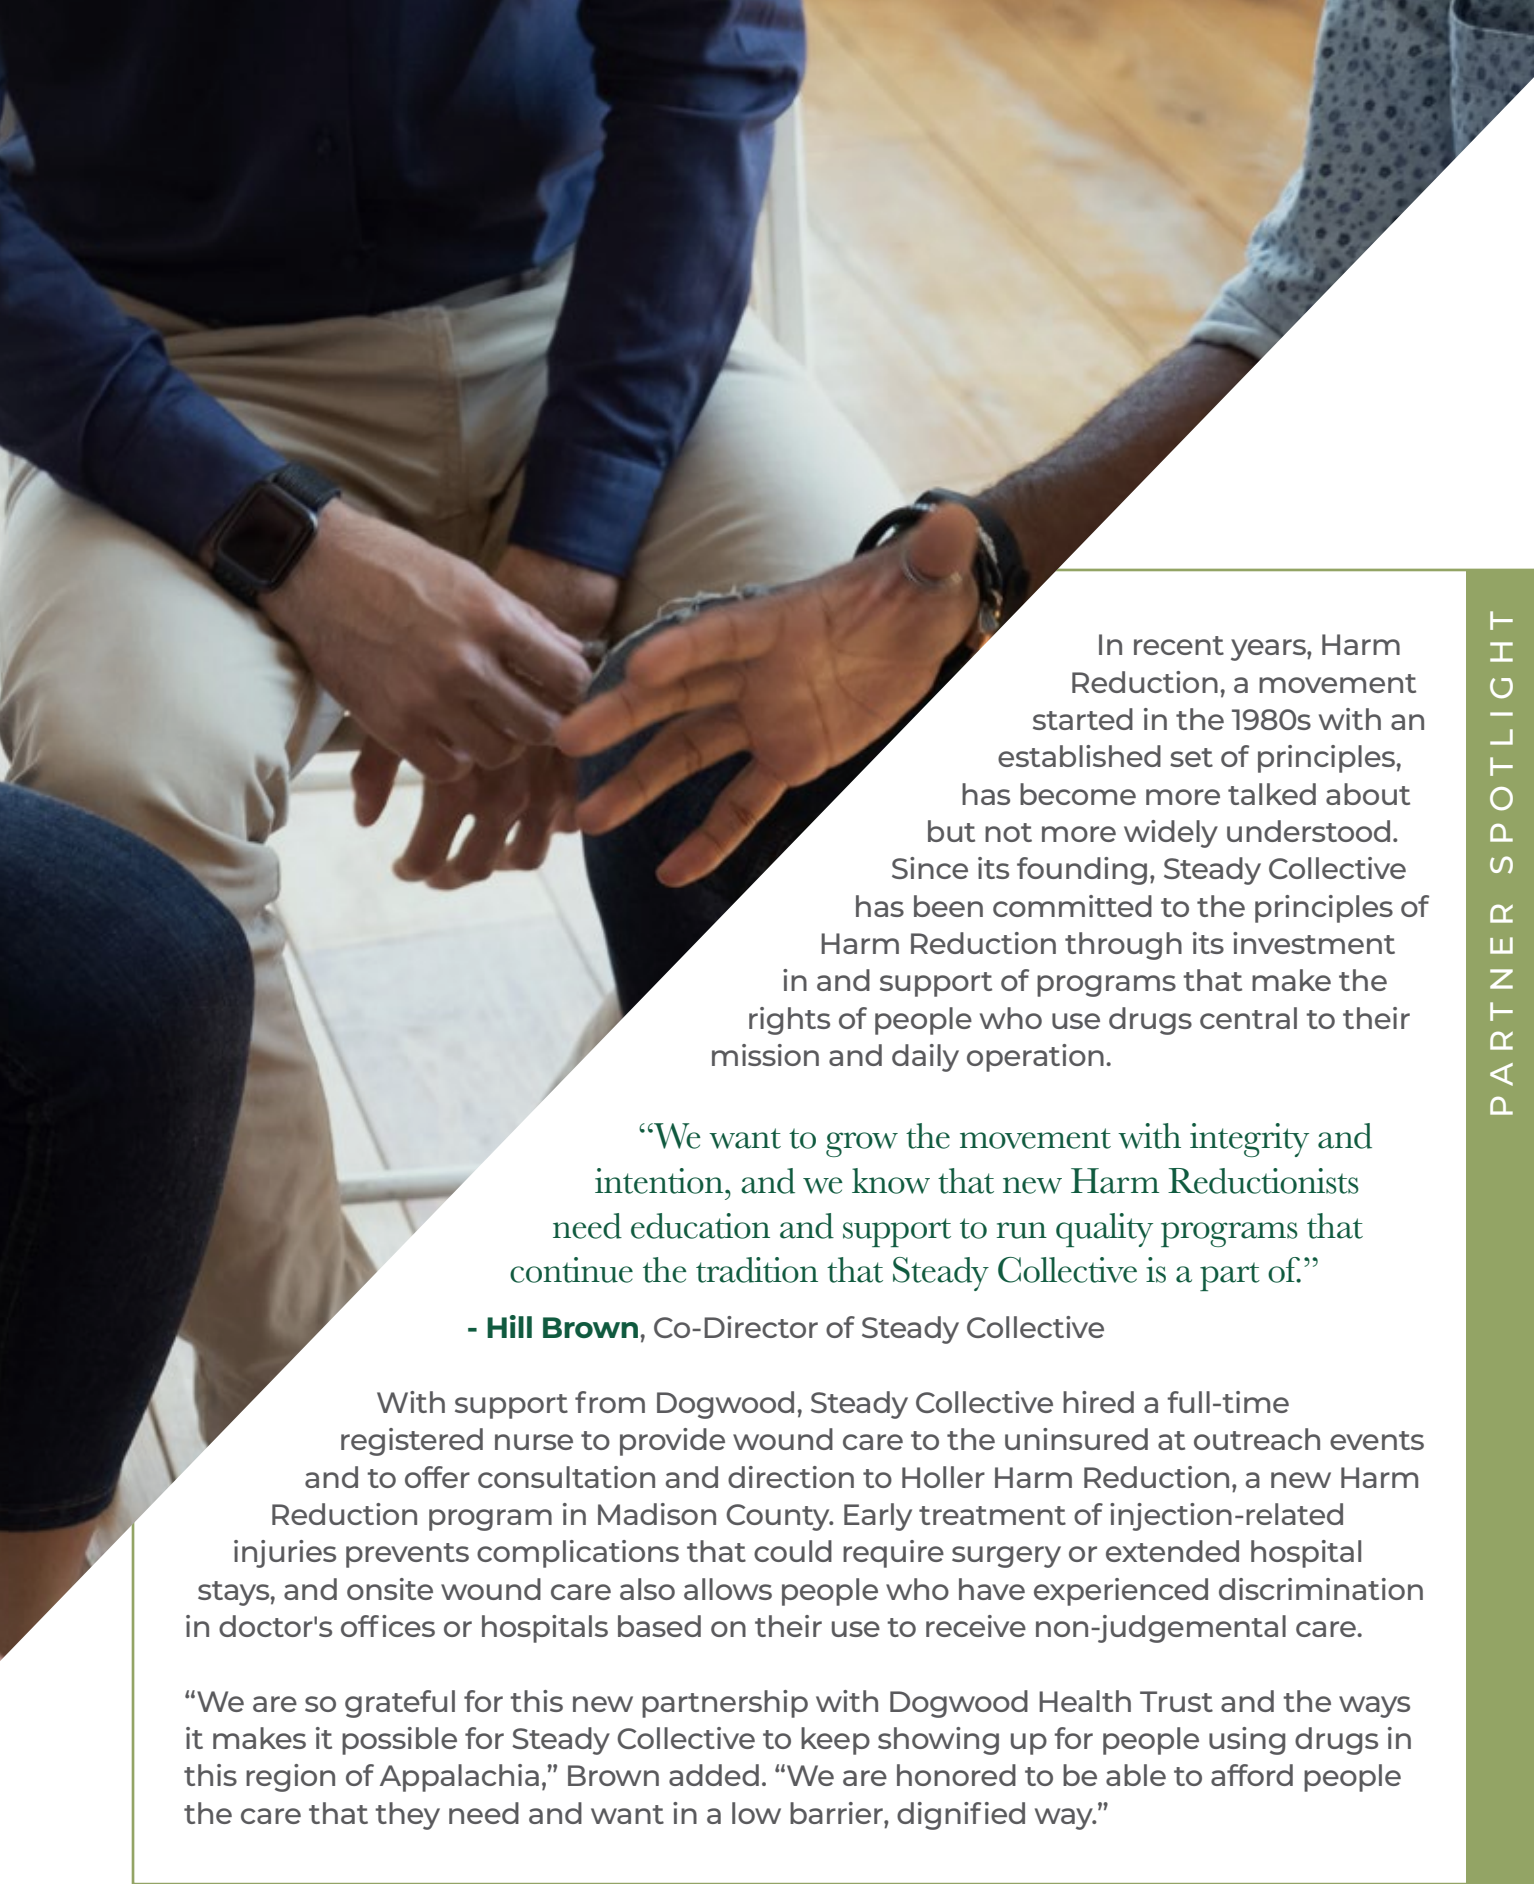 In recent years, Harm
Reduction, a movement
started in the 1980s with an
established set of principles,
has become more talked about
but not more widely understood.
Since its founding, Steady Collective
has been committed to the principles of
Harm Reduction through its investment
in and support of programs that make the
rights of people who use drugs central to their
mission and daily operation.
“We want to grow the movement with integrity and
intention, and we know that new Harm Reductionists
need education and support to run quality programs that
continue the tradition that Steady Collective is a part of.”
- Hill Brown, Co-Director of Steady Collective
With support from Dogwood, Steady Collective hired a full-time
registered nurse to provide wound care to the uninsured at outreach events
and to offer consultation and direction to Holler Harm Reduction, a new Harm
Reduction program in Madison County. Early treatment of injection-related
injuries prevents complications that could require surgery or extended hospital
stays, and onsite wound care also allows people who have experienced discrimination
in doctor's offices or hospitals based on their use to receive non-judgemental care.
“We are so grateful for this new partnership with Dogwood Health Trust and the ways
it makes it possible for Steady Collective to keep showing up for people using drugs in
this region of Appalachia,” Brown added. “We are honored to be able to afford people
the care that they need and want in a low barrier, dignified way.”
PARTNER SPOTLIGHT